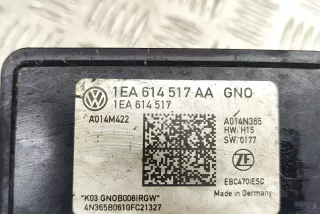 1EA 614 517 AA GNO
1EA 614 517
A014M422
A014N365
HW: H15
SW: 0177
ZF
EBC470IESC
*K03 GNOB008IRGW*
Made in Germany
4N365B0610FC21327